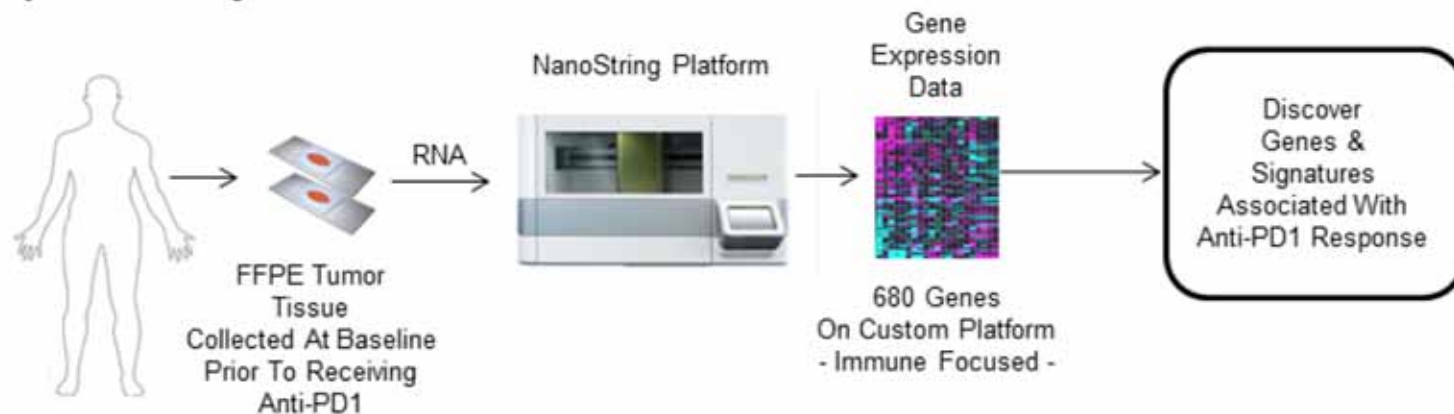 FFPE Tumor
Tissue
Collected At Baseline
Prior To Receiving
Anti-PD1
RNA
NanoString Platform
Gene
Expression
Data
680 Genes
On Custom Platform
- Immune Focused -
Discover
Genes &
Signatures
Associated With
Anti-PD1 Response